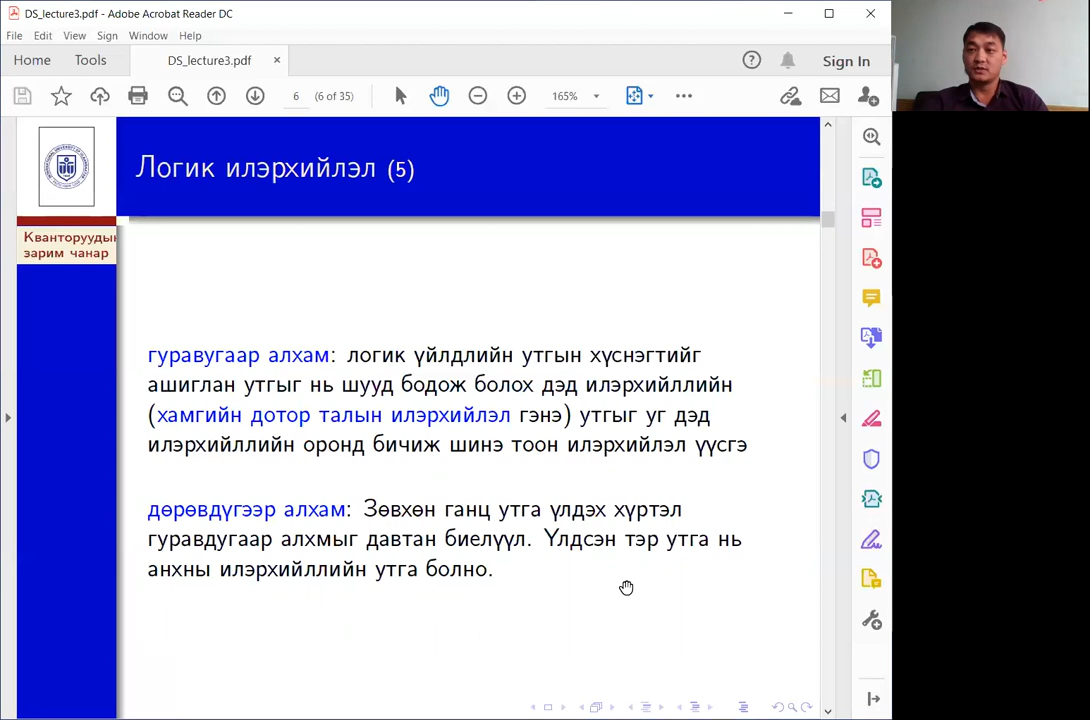 DS_lecture3.pdf - Adobe Acrobat Reader DC
File Edit View Sign Window Help
Home Tools DS_lecture3.pdf × Sign In
6 (6 of 35) 165%
Логик илэрхийлэл (5)
Кванторуудын
зарим чанар
гуравугаар алхам: логик үйлдлийн утгын хүснэгтийг
ашиглан утгыг нь шууд бодож болох дэд илэрхийллийн
(хамгийн дотор талын илэрхийлэл гэнэ) утгыг уг дэд
илэрхийллийн оронд бичиж шинэ тоон илэрхийлэл үүсгэ
дөрөвдүгээр алхам: Зөвхөн ганц утга үлдэх хүртэл
гуравдугаар алхмыг давтан биелүүл. Үлдсэн тэр утга нь
анхны илэрхийллийн утга болно.